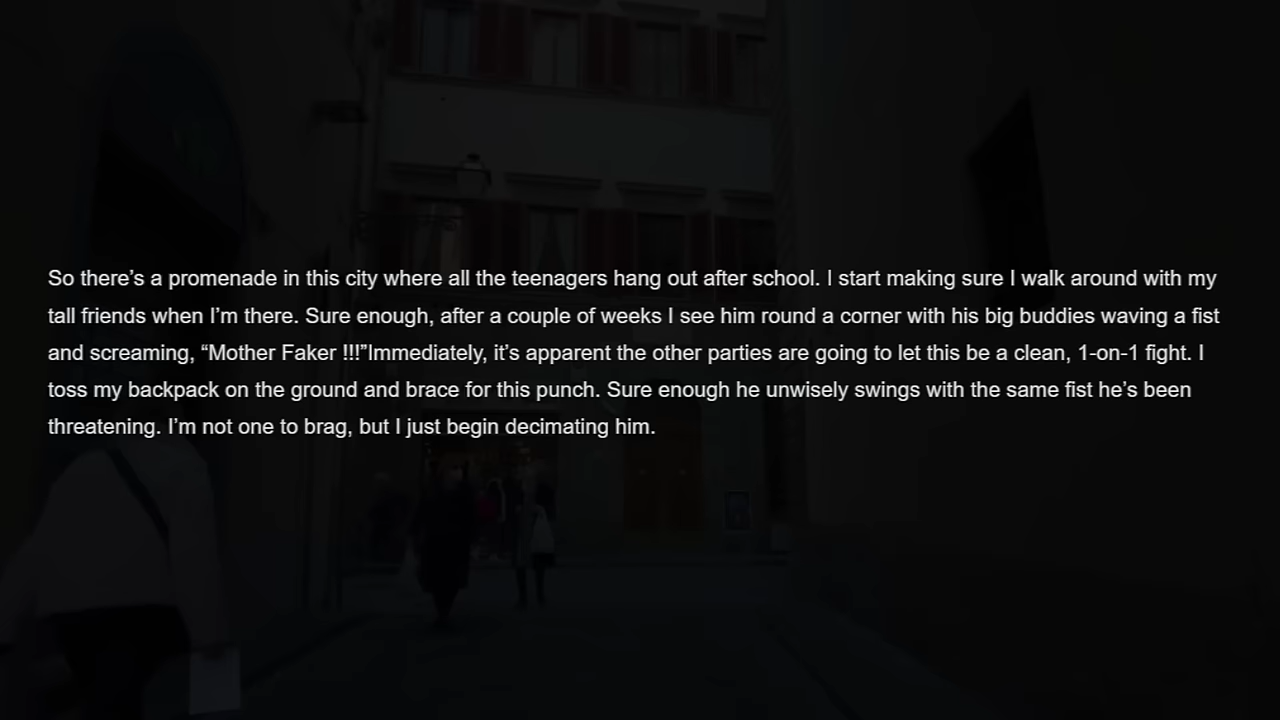 So there’s a promenade in this city where all the teenagers hang out after school. I start making sure I walk around with my
tall friends when I’m there. Sure enough, after a couple of weeks I see him round a corner with his big buddies waving a fist
and screaming, “Mother Faker !!!”Immediately, it’s apparent the other parties are going to let this be a clean, 1-on-1 fight. I
toss my backpack on the ground and brace for this punch. Sure enough he unwisely swings with the same fist he’s been
threatening. I’m not one to brag, but I just begin decimating him.